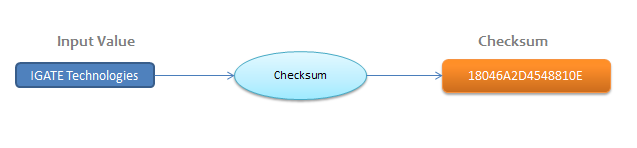 Input Value
Checksum
IGATE Technologies
Checksum
18046A2D4548810E